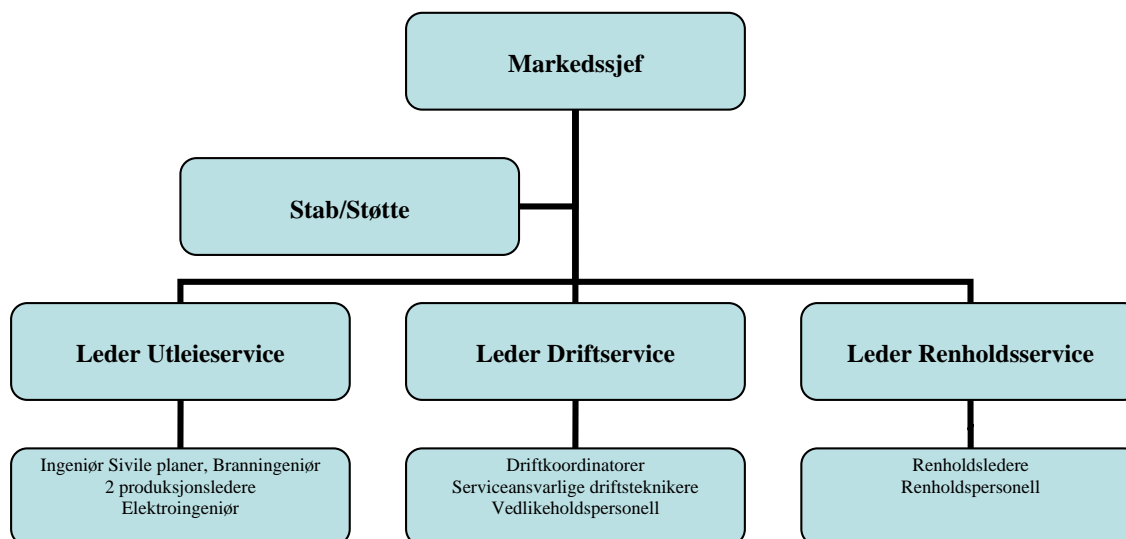 Markedssjef
Stab/Støtte
Leder Utleieservice
Leder Driftservice
Leder Renholdsservice
Ingeniør Sivile planer, Branningeniør
2 produksjonsledere
Elektroingeniør
Driftkoordinatorer
Serviceansvarlige driftsteknikere
Vedlikeholdspersonell
Renholdsledere
Renholdspersonell